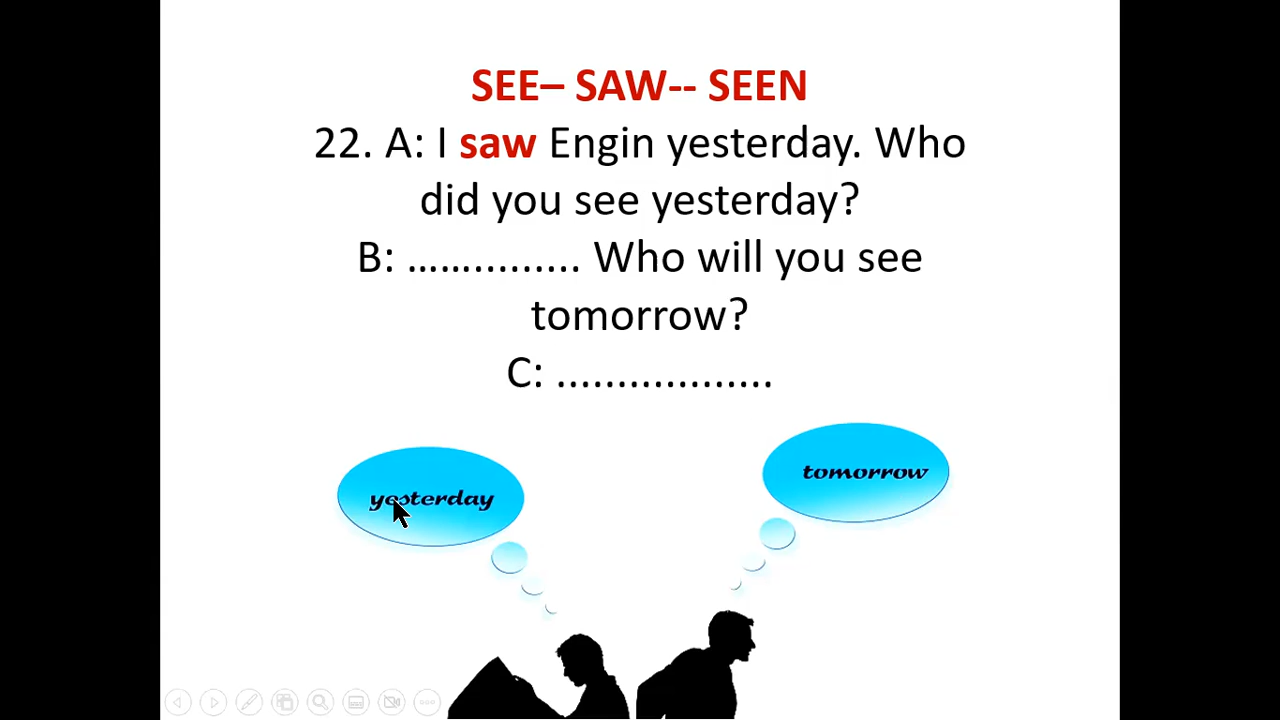 SEE– SAW-- SEEN
22. A: I saw Engin yesterday. Who
did you see yesterday?
B: …….......... Who will you see
tomorrow?
C: ...................
yesterday
tomorrow